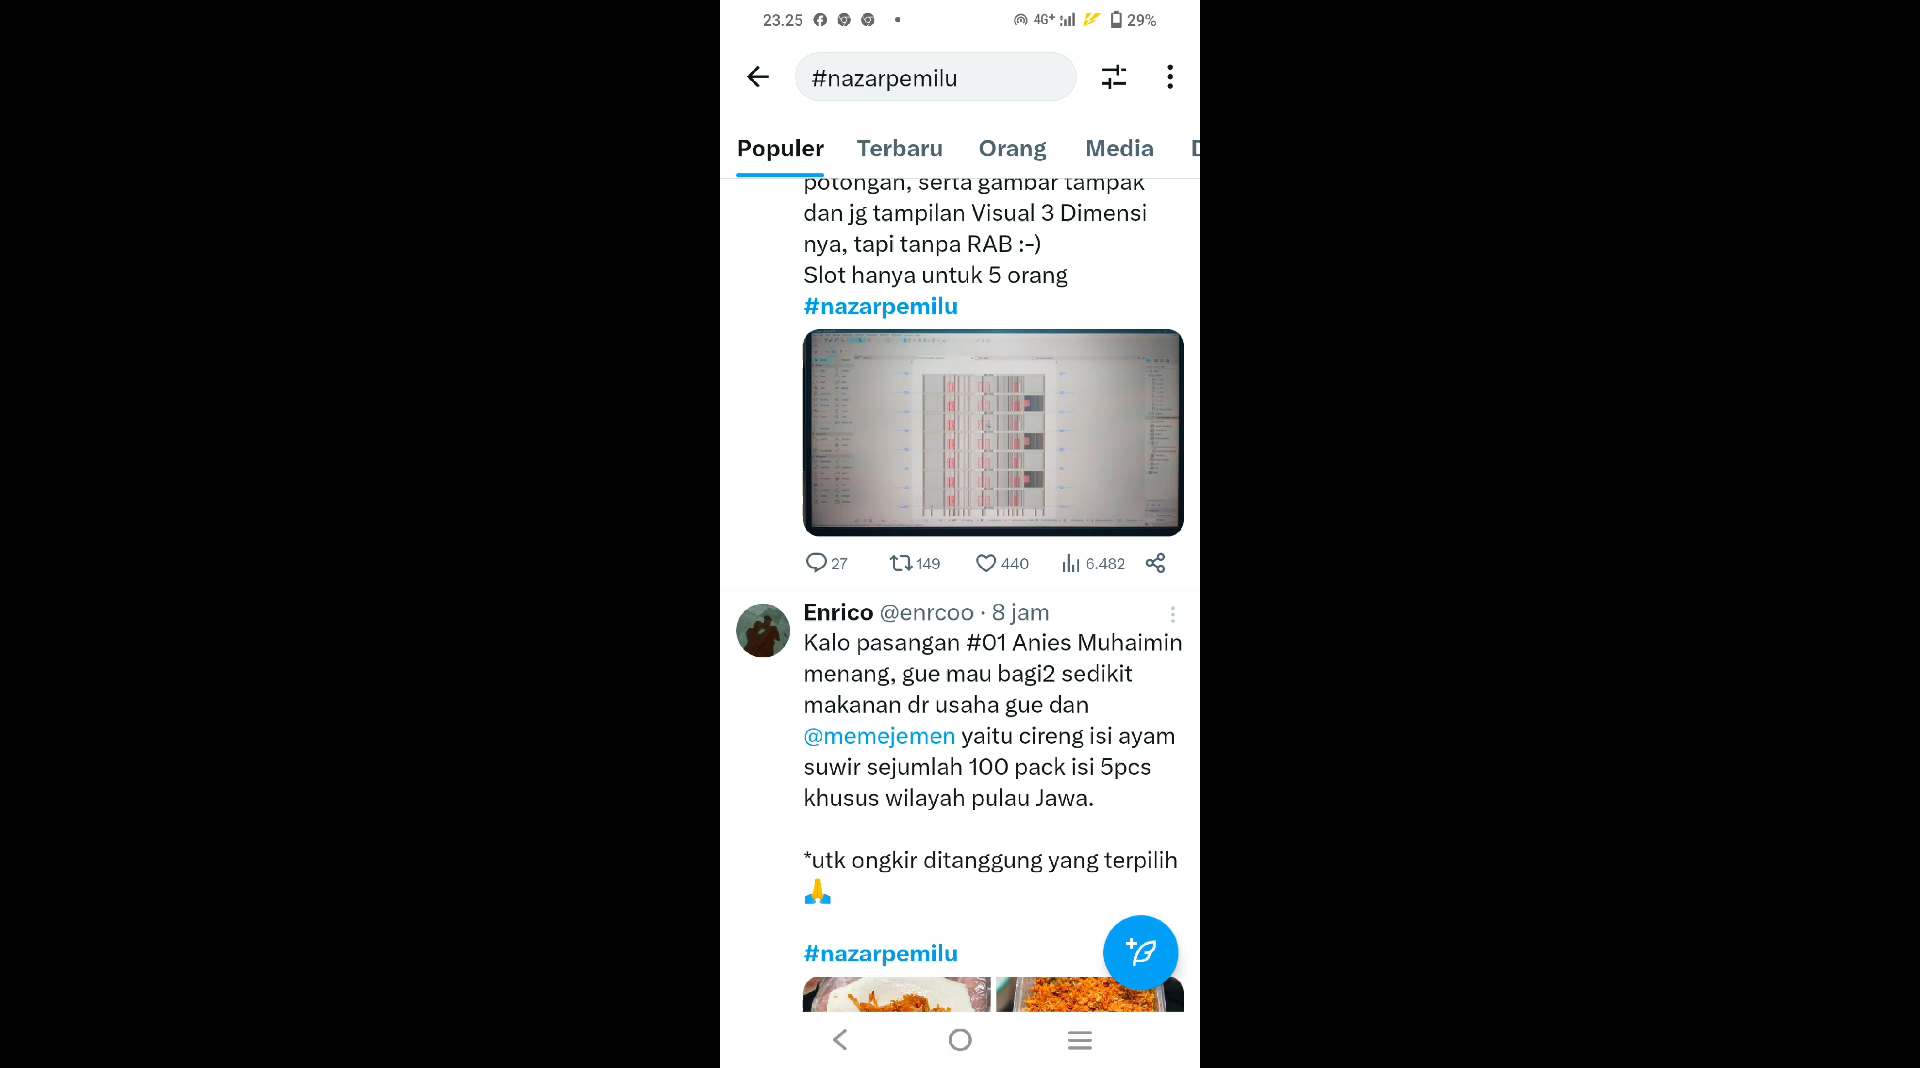 23.25
4G+
29%
#nazarpemilu
Populer Terbaru Orang Media
potongan, serta gambar tampak
dan jg tampilan Visual 3 Dimensi
nya, tapi tanpa RAB :-)
Slot hanya untuk 5 orang
#nazarpemilu
27 149 440 6.482
Enrico @enrcoo · 8 jam
Kalo pasangan #01 Anies Muhaimin
menang, gue mau bagi2 sedikit
makanan dr usaha gue dan
@memejemen yaitu cireng isi ayam
suwir sejumlah 100 pack isi 5pcs
khusus wilayah pulau Jawa.
*utk ongkir ditanggung yang terpilih
🙏
#nazarpemilu